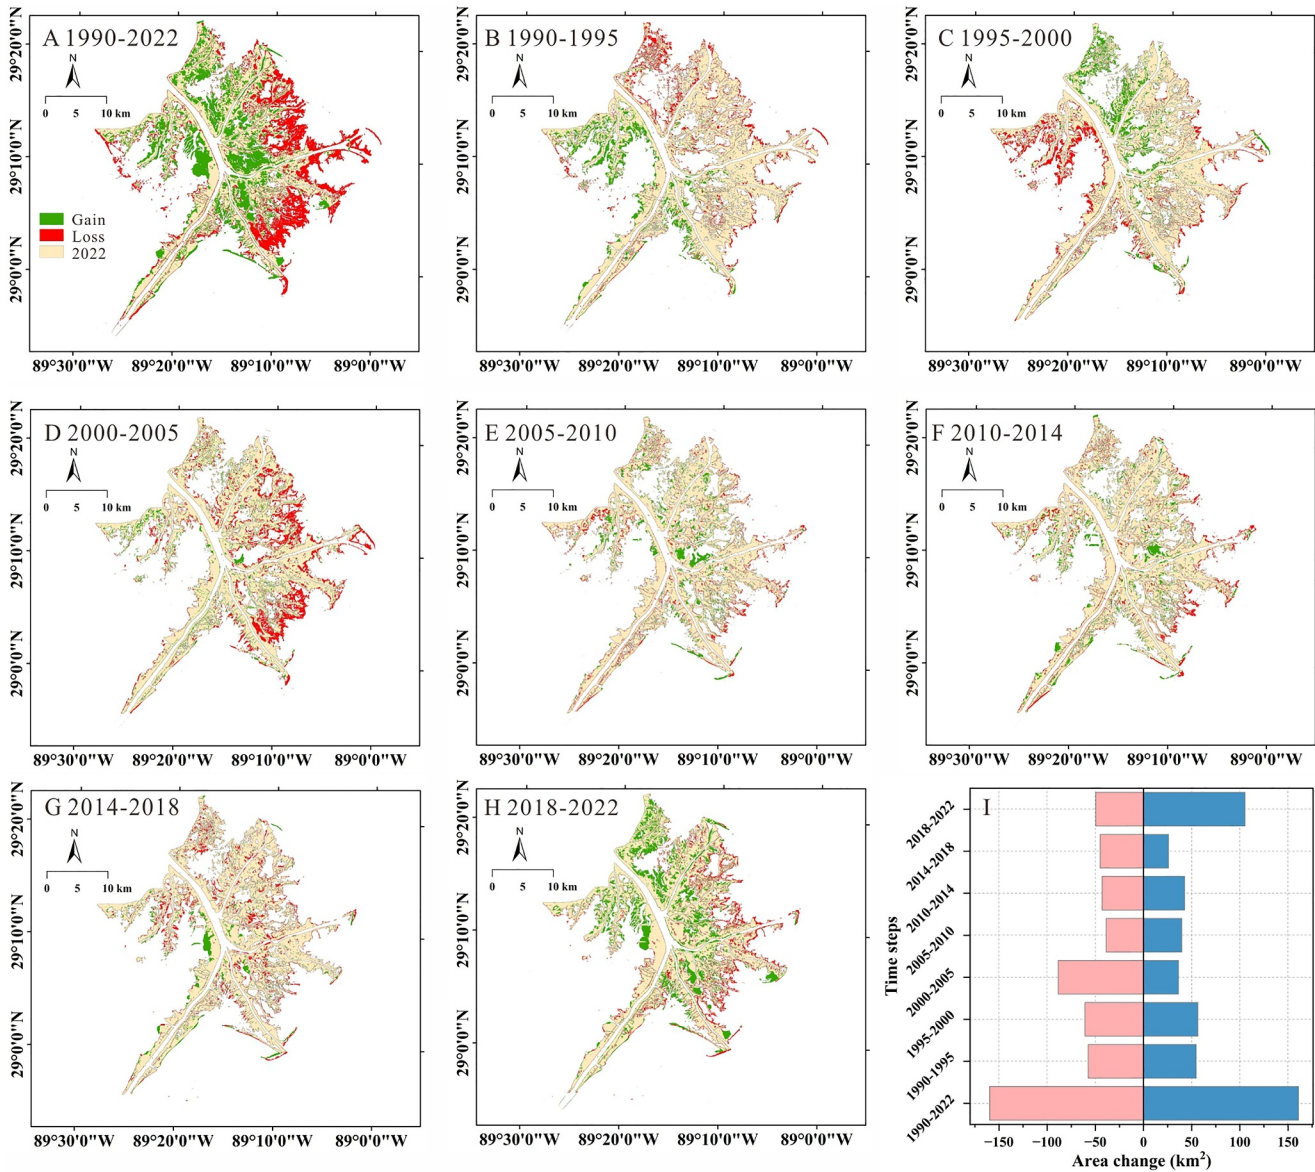 A 1990-2022
N
0 5 10 km
Gain
Loss
2022
29°20'0"N
29°10'0"N
29°0'0"N
89°30'0"W 89°20'0"W 89°10'0"W 89°0'0"W
B 1990-1995
N
0 5 10 km
29°20'0"N
29°10'0"N
29°0'0"N
89°30'0"W 89°20'0"W 89°10'0"W 89°0'0"W
C 1995-2000
N
0 5 10 km
29°20'0"N
29°10'0"N
29°0'0"N
89°30'0"W 89°20'0"W 89°10'0"W 89°0'0"W
D 2000-2005
N
0 5 10 km
29°20'0"N
29°10'0"N
29°0'0"N
89°30'0"W 89°20'0"W 89°10'0"W 89°0'0"W
E 2005-2010
N
0 5 10 km
29°20'0"N
29°10'0"N
29°0'0"N
89°30'0"W 89°20'0"W 89°10'0"W 89°0'0"W
F 2010-2014
N
0 5 10 km
29°20'0"N
29°10'0"N
29°0'0"N
89°30'0"W 89°20'0"W 89°10'0"W 89°0'0"W
G 2014-2018
N
0 5 10 km
29°20'0"N
29°10'0"N
29°0'0"N
89°30'0"W 89°20'0"W 89°10'0"W 89°0'0"W
H 2018-2022
N
0 5 10 km
29°20'0"N
29°10'0"N
29°0'0"N
89°30'0"W 89°20'0"W 89°10'0"W 89°0'0"W
I
Time steps
2018-2022
2014-2018
2010-2014
2005-2010
2000-2005
1995-2000
1990-1995
1990-2022
−150 −100 −50 0 50 100 150
Area change (km²)